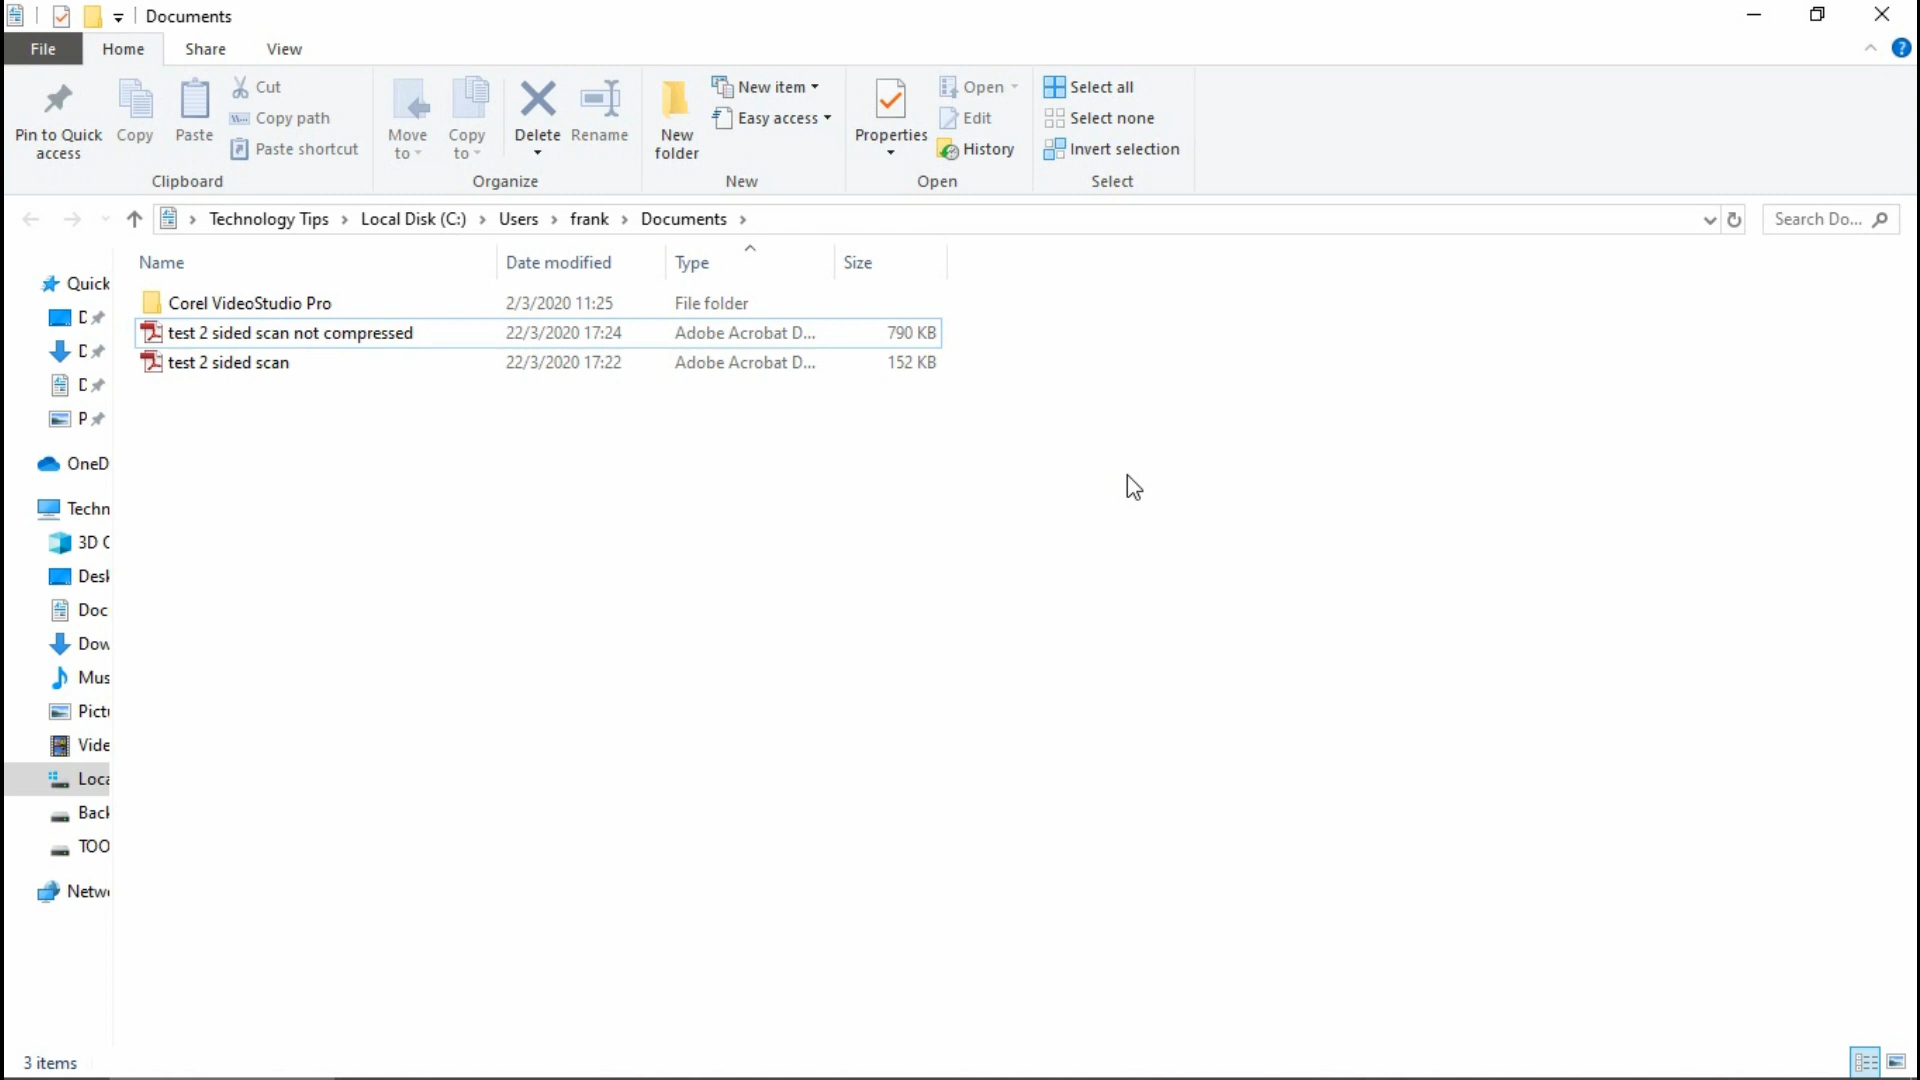 Documents
File Home Share View
Pin to Quick access
Copy
Paste
Cut
Copy path
Paste shortcut
Clipboard
Move to
Copy to
Delete
Rename
Organize
New folder
New item
Easy access
New
Properties
Open
Edit
History
Open
Select all
Select none
Invert selection
Select
Technology Tips > Local Disk (C:) > Users > frank > Documents >
Search Do...
Name Date modified Type Size
Corel VideoStudio Pro 2/3/2020 11:25 File folder
test 2 sided scan not compressed 22/3/2020 17:24 Adobe Acrobat D... 790 KB
test 2 sided scan 22/3/2020 17:22 Adobe Acrobat D... 152 KB
Quick
D
D
D
P
OneD
Techn
3D
Desk
Doc
Dow
Mus
Pictu
Vide
Loca
Back
TOO
Netwo
3 items